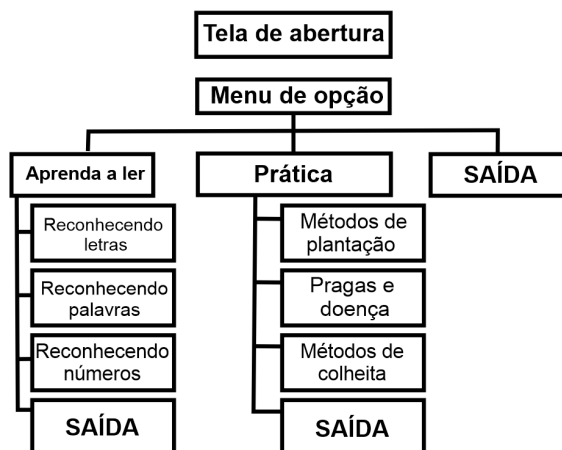 Tela de abertura
Menu de opção
Aprenda a ler
Prática
SAÍDA
Reconhecendo
letras
Reconhecendo
palavras
Reconhecendo
números
SAÍDA
Métodos de
plantação
Pragas e
doença
Métodos de
colheita
SAÍDA